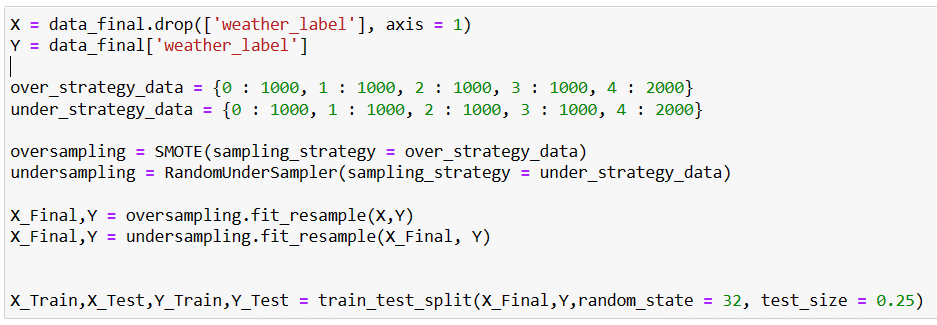 X = data_final.drop(['weather_label'], axis = 1)
Y = data_final['weather_label']
over_strategy_data = {0 : 1000, 1 : 1000, 2 : 1000, 3 : 1000, 4 : 2000}
under_strategy_data = {0 : 1000, 1 : 1000, 2 : 1000, 3 : 1000, 4 : 2000}
oversampling = SMOTE(sampling_strategy = over_strategy_data)
undersampling = RandomUnderSampler(sampling_strategy = under_strategy_data)
X_Final,Y = oversampling.fit_resample(X,Y)
X_Final,Y = undersampling.fit_resample(X_Final, Y)
X_Train,X_Test,Y_Train,Y_Test = train_test_split(X_Final,Y,random_state = 32, test_size = 0.25)